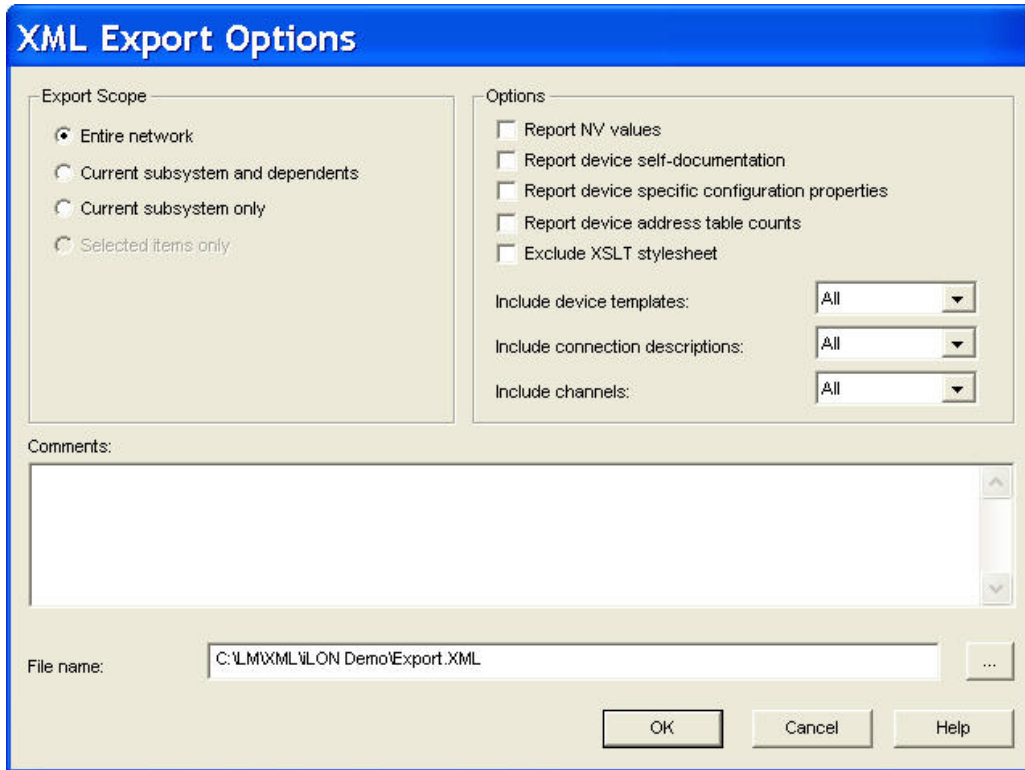 XML Export Options
Export Scope
Entire network
Current subsystem and dependents
Current subsystem only
Selected items only
Options
Report NV values
Report device self-documentation
Report device specific configuration properties
Report device address table counts
Exclude XSLT stylesheet
Include device templates: All
Include connection descriptions: All
Include channels: All
Comments:
File name: C:\LM\XML\iLON Demo\Export.XML ...
OK Cancel Help